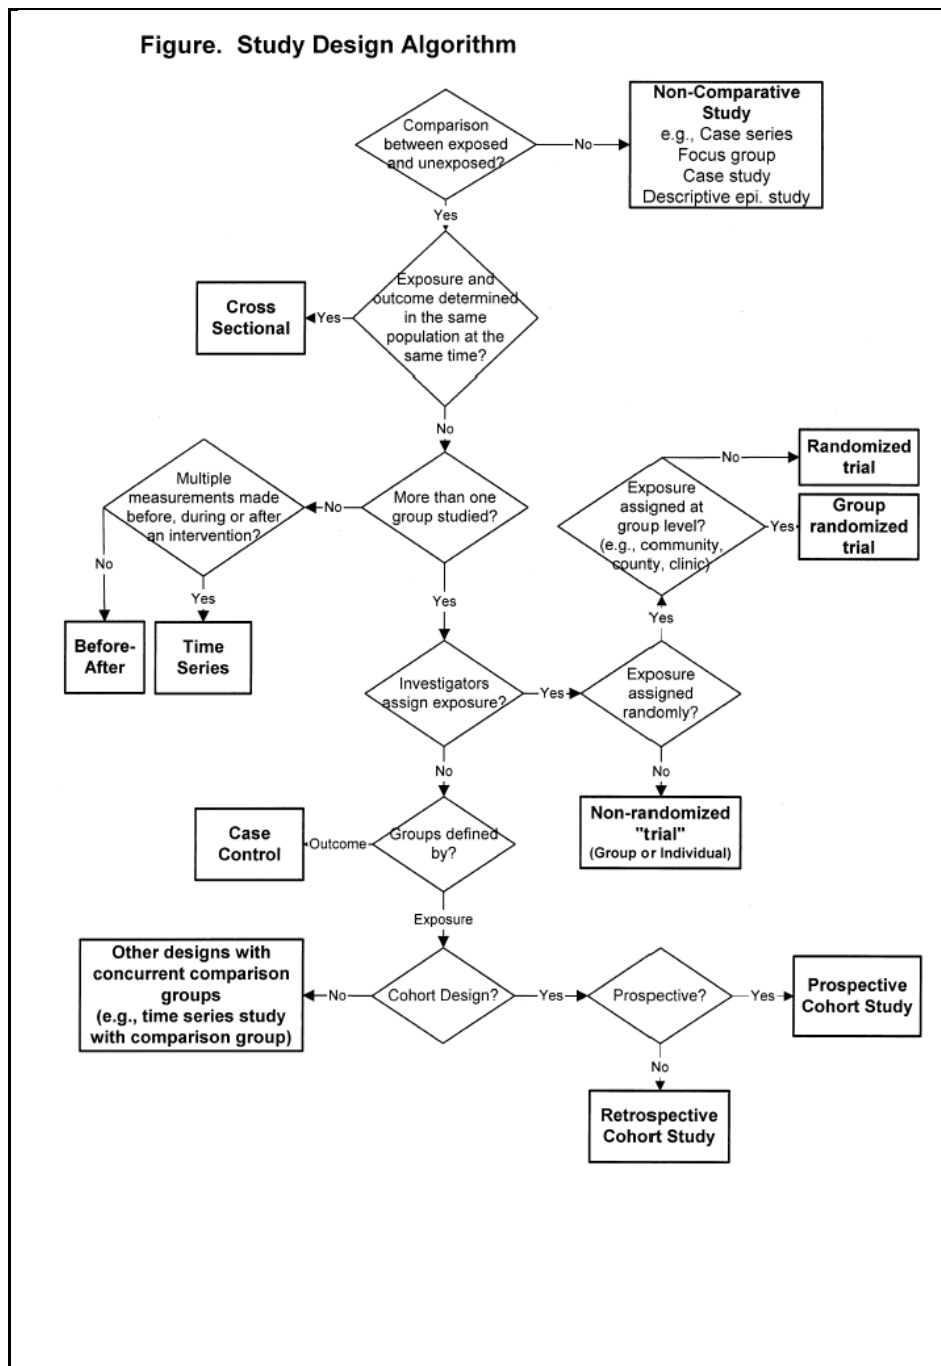 Figure.  Study Design Algorithm
Comparison
between exposed
and unexposed?
No
Non-Comparative
Study
e.g., Case series
Focus group
Case study
Descriptive epi. study
Yes
Exposure and
outcome determined
in the same
population at the
same time?
Yes
Cross
Sectional
No
More than one
group studied?
No
Multiple
measurements made
before, during or after
an intervention?
No
Yes
Before-
After
Time
Series
Yes
Investigators
assign exposure?
Yes
Exposure
assigned
randomly?
Yes
Exposure
assigned at
group level?
(e.g., community,
county, clinic)
No
Randomized
trial
Yes
Group
randomized
trial
No
Non-randomized
"trial"
(Group or Individual)
No
Groups defined
by?
Outcome
Case
Control
Exposure
Cohort Design?
No
Other designs with
concurrent comparison
groups
(e.g., time series study
with comparison group)
Yes
Prospective?
Yes
Prospective
Cohort Study
No
Retrospective
Cohort Study